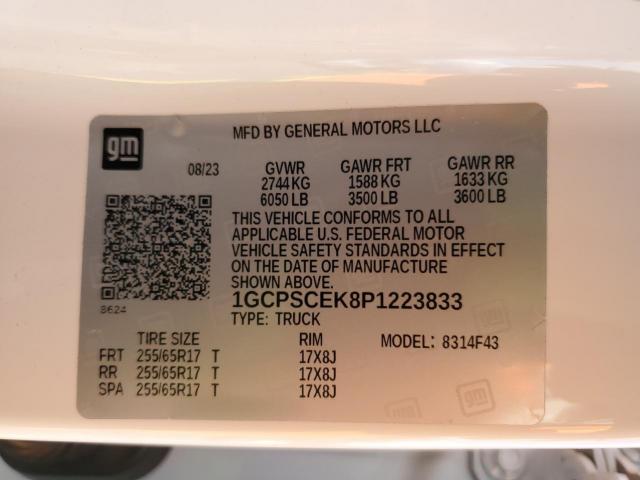 gm
MFD BY GENERAL MOTORS LLC
08/23 GVWR GAWR FRT GAWR RR
2744 KG 1588 KG 1633 KG
6050 LB 3500 LB 3600 LB
THIS VEHICLE CONFORMS TO ALL
APPLICABLE U.S. FEDERAL MOTOR
VEHICLE SAFETY STANDARDS IN EFFECT
ON THE DATE OF MANUFACTURE
SHOWN ABOVE.
8624
1GCPSCEK8P1223833
TYPE: TRUCK
TIRE SIZE RIM MODEL: 8314F43
FRT 255/65R17 T 17X8J
RR 255/65R17 T 17X8J
SPA 255/65R17 T 17X8J